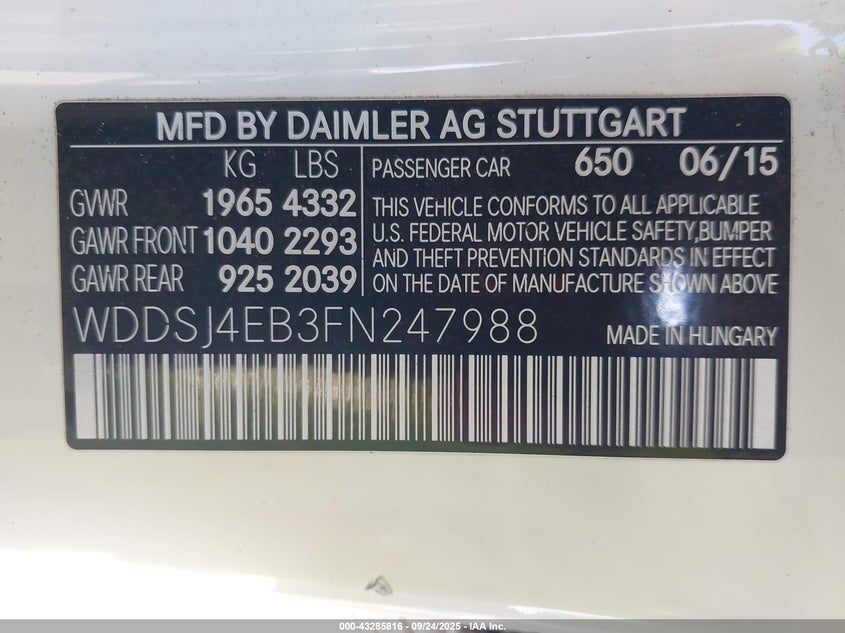 MFD BY DAIMLER AG STUTTGART
KG LBS
GVWR 1965 4332
GAWR FRONT 1040 2293
GAWR REAR 925 2039
PASSENGER CAR 650 06/15
THIS VEHICLE CONFORMS TO ALL APPLICABLE
U.S. FEDERAL MOTOR VEHICLE SAFETY,BUMPER
AND THEFT PREVENTION STANDARDS IN EFFECT
ON THE DATE OF MANUFACTURE SHOWN ABOVE
WDDSJ4EB3FN247988
MADE IN HUNGARY
000-43285816 - 09/24/2025 - IAA Inc.